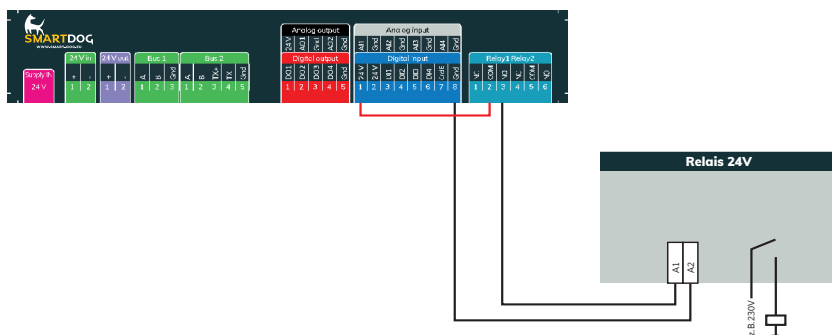 SMARTDOG
WWW.SMART-DOG.EU
Supply IN
24 V
24 V in
+ -
1 2
24 V out
+ -
1 2
Bus 1
A B Gnd
1 2 3
Bus 2
A B TX+ TX Gnd
1 2 3 4 5
Analog output
24V AO1 AO2 Gnd
Digital output
DO1 DO2 DO3 DO4 Gnd
1 2 3 4 5
Analog input
AI1 Gnd AI2 Gnd AI3 Gnd AI4 Gnd
Digital input
24 V 24 V DI1 DI2 DI3 DI4 GndE Gnd
1 2 3 4 5 6 7 8
Relay1 Relay2
NC COM NO NC COM NO
1 2 3 4 5 6
Relais 24V
A1
A2
z.B.230V